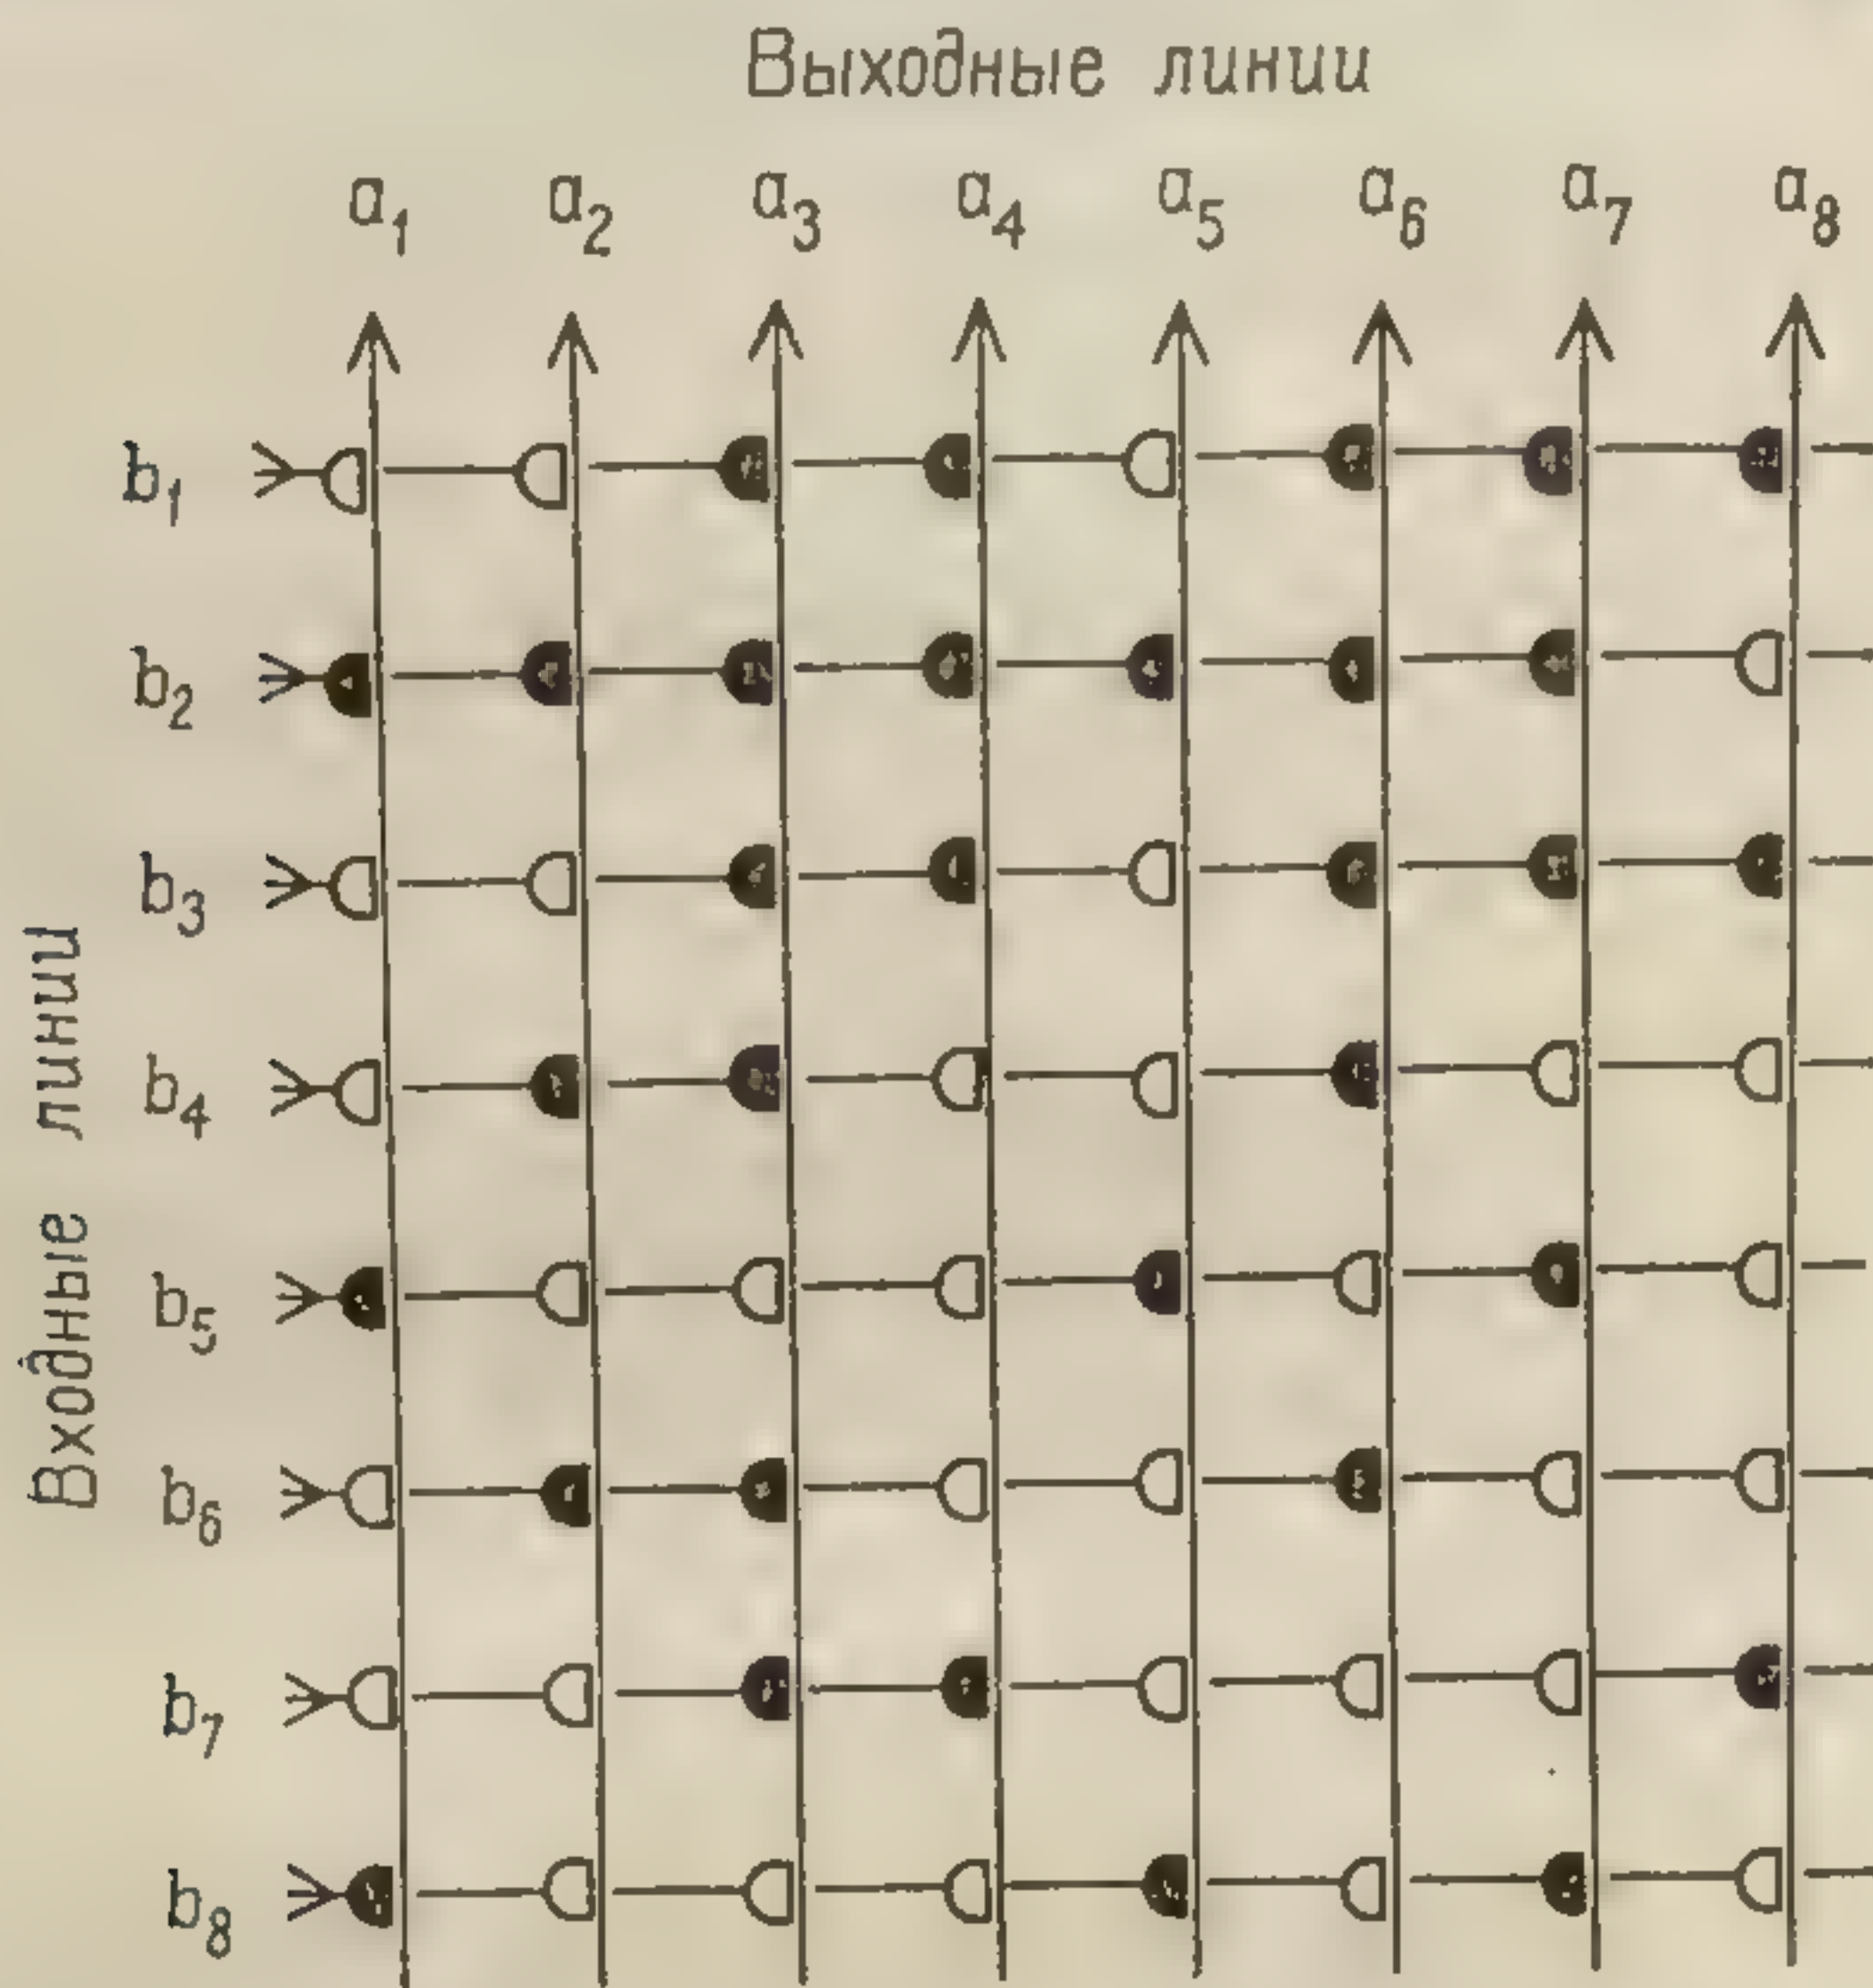 Выходные линии
a1 a2 a3 a4 a5 a6 a7 a8
b1
b2
b3
b4
b5
b6
b7
b8
Входные линии